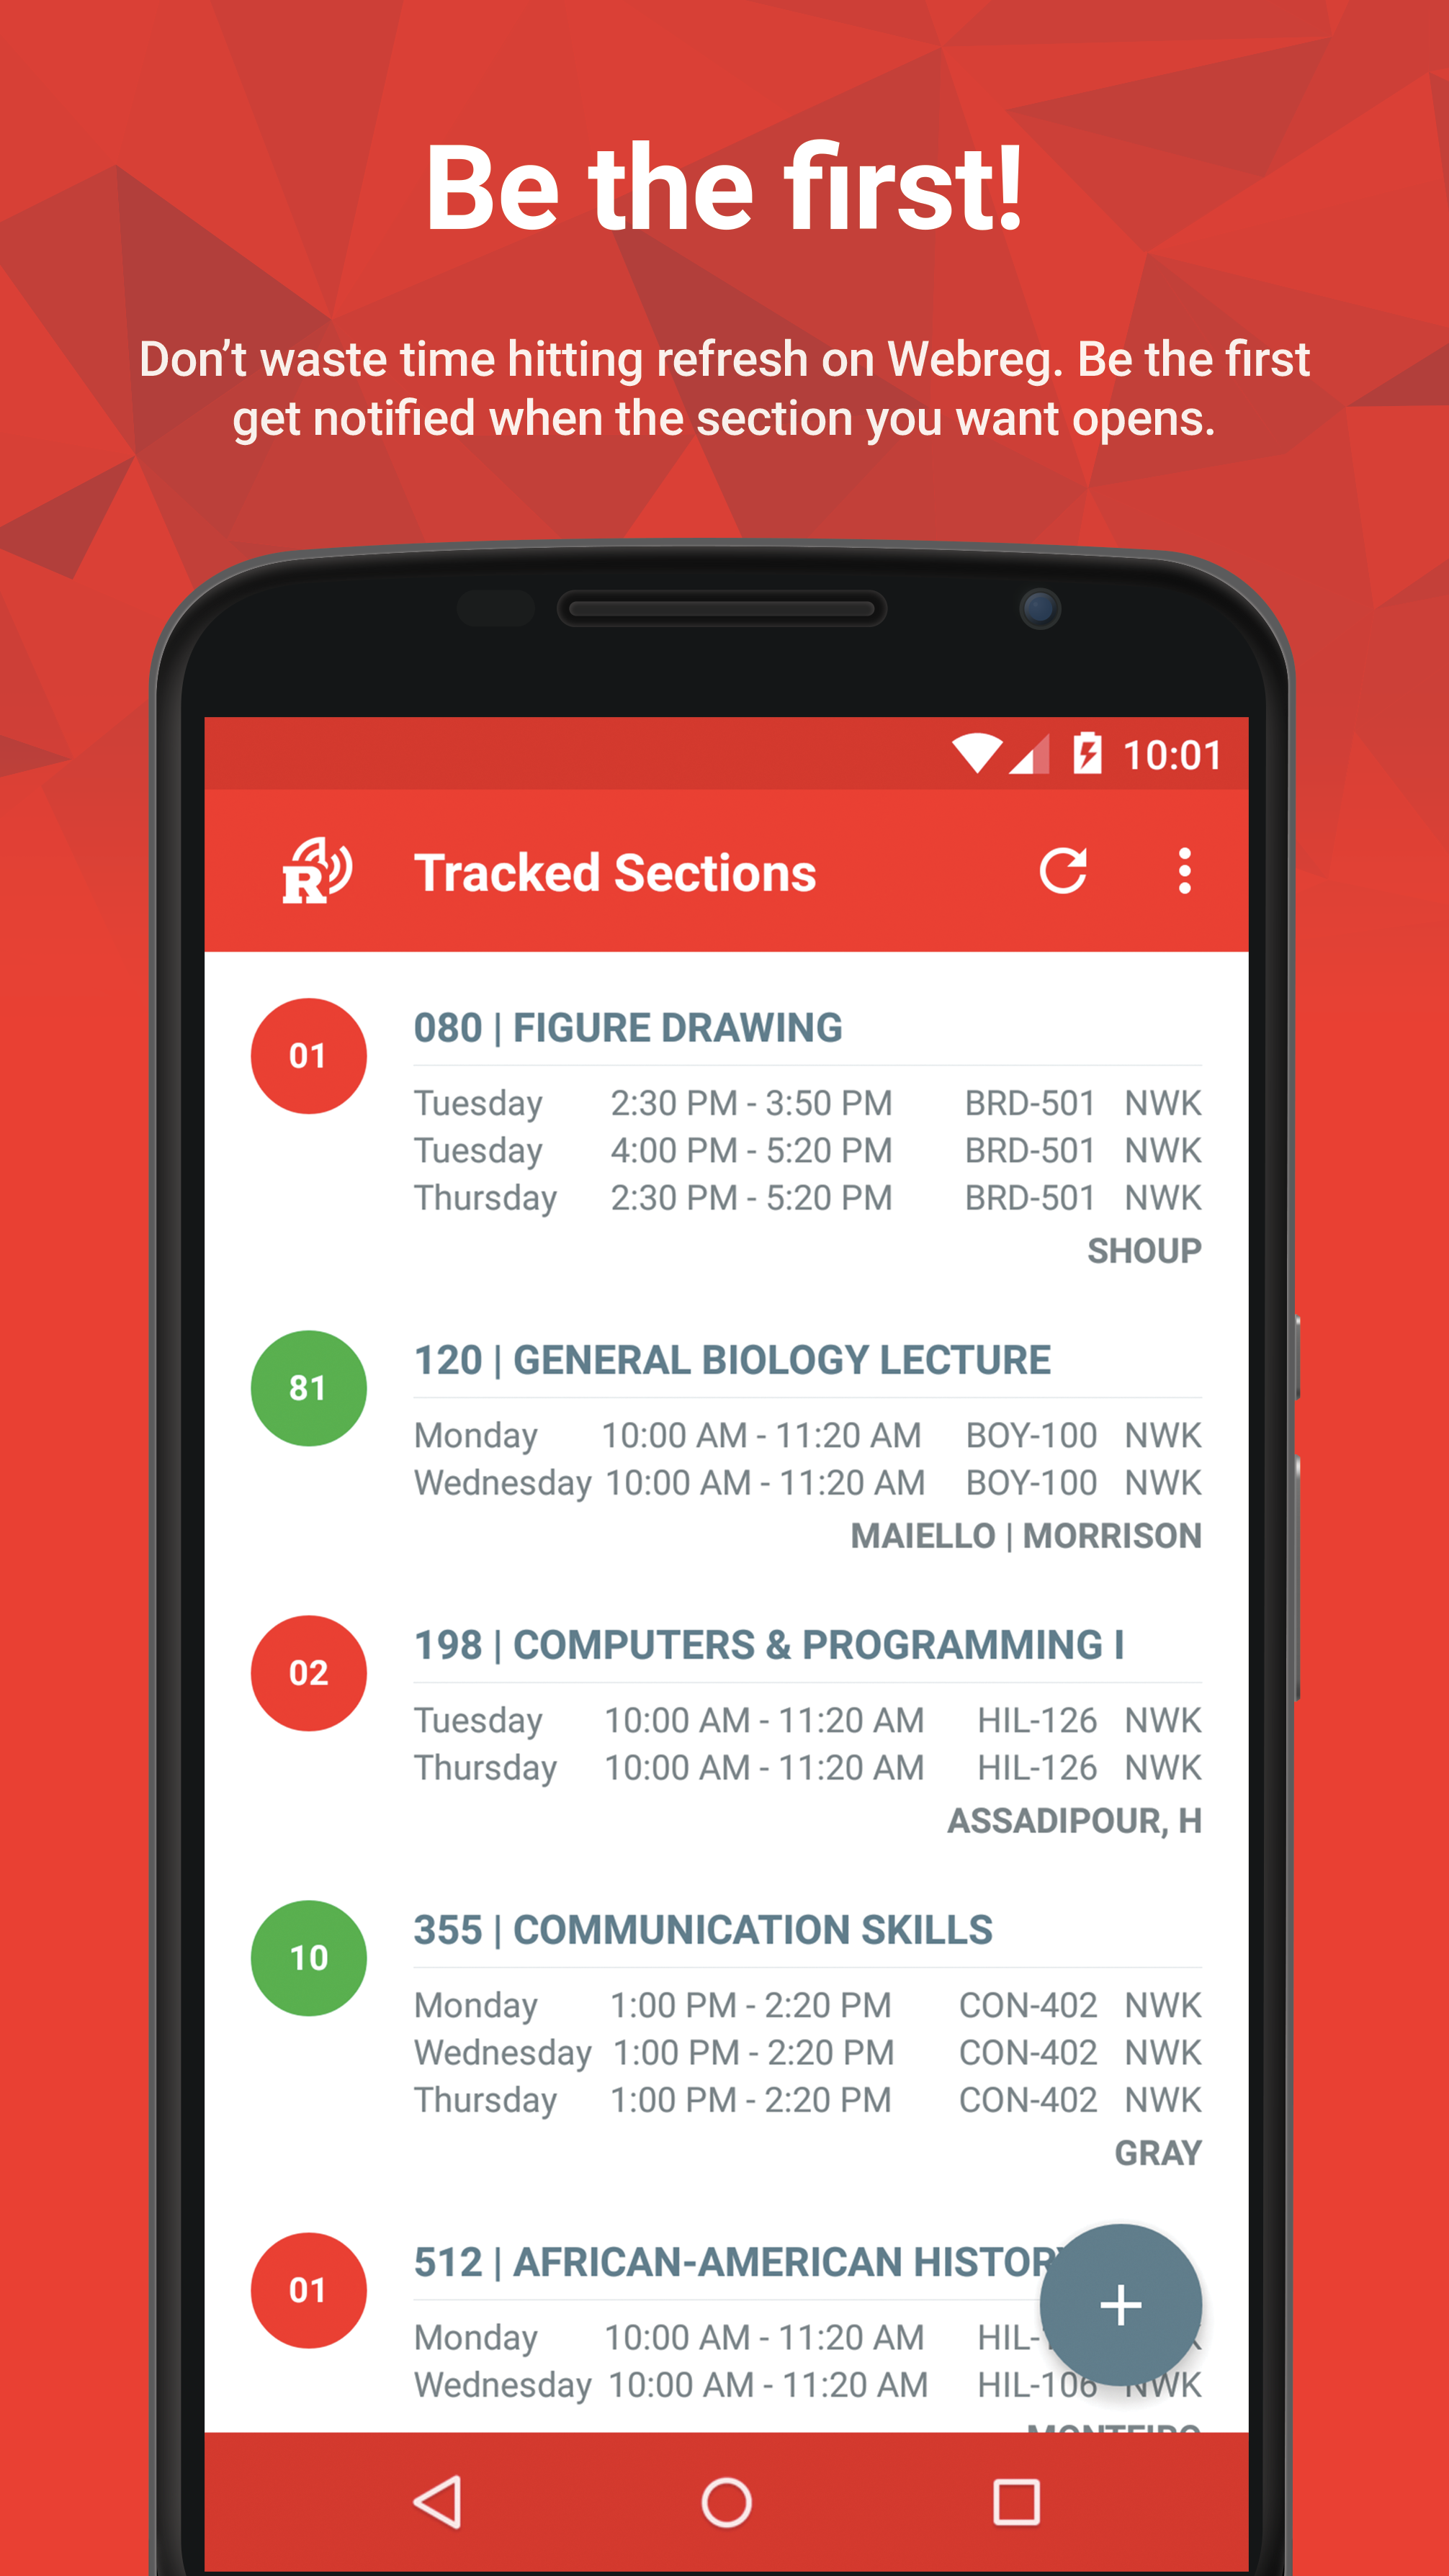 Be the first!
Don't waste time hitting refresh on Webreg. Be the first
get notified when the section you want opens.
10:01
R
Tracked Sections
01
080 | FIGURE DRAWING
Tuesday 2:30 PM - 3:50 PM BRD-501 NWK
Tuesday 4:00 PM - 5:20 PM BRD-501 NWK
Thursday 2:30 PM - 5:20 PM BRD-501 NWK
SHOUP
81
120 | GENERAL BIOLOGY LECTURE
Monday 10:00 AM - 11:20 AM BOY-100 NWK
Wednesday 10:00 AM - 11:20 AM BOY-100 NWK
MAIELLO | MORRISON
02
198 | COMPUTERS & PROGRAMMING I
Tuesday 10:00 AM - 11:20 AM HIL-126 NWK
Thursday 10:00 AM - 11:20 AM HIL-126 NWK
ASSADIPOUR, H
10
355 | COMMUNICATION SKILLS
Monday 1:00 PM - 2:20 PM CON-402 NWK
Wednesday 1:00 PM - 2:20 PM CON-402 NWK
Thursday 1:00 PM - 2:20 PM CON-402 NWK
GRAY
01
512 | AFRICAN-AMERICAN HISTORY
Monday 10:00 AM - 11:20 AM HIL-
Wednesday 10:00 AM - 11:20 AM HIL-106 NWK
+